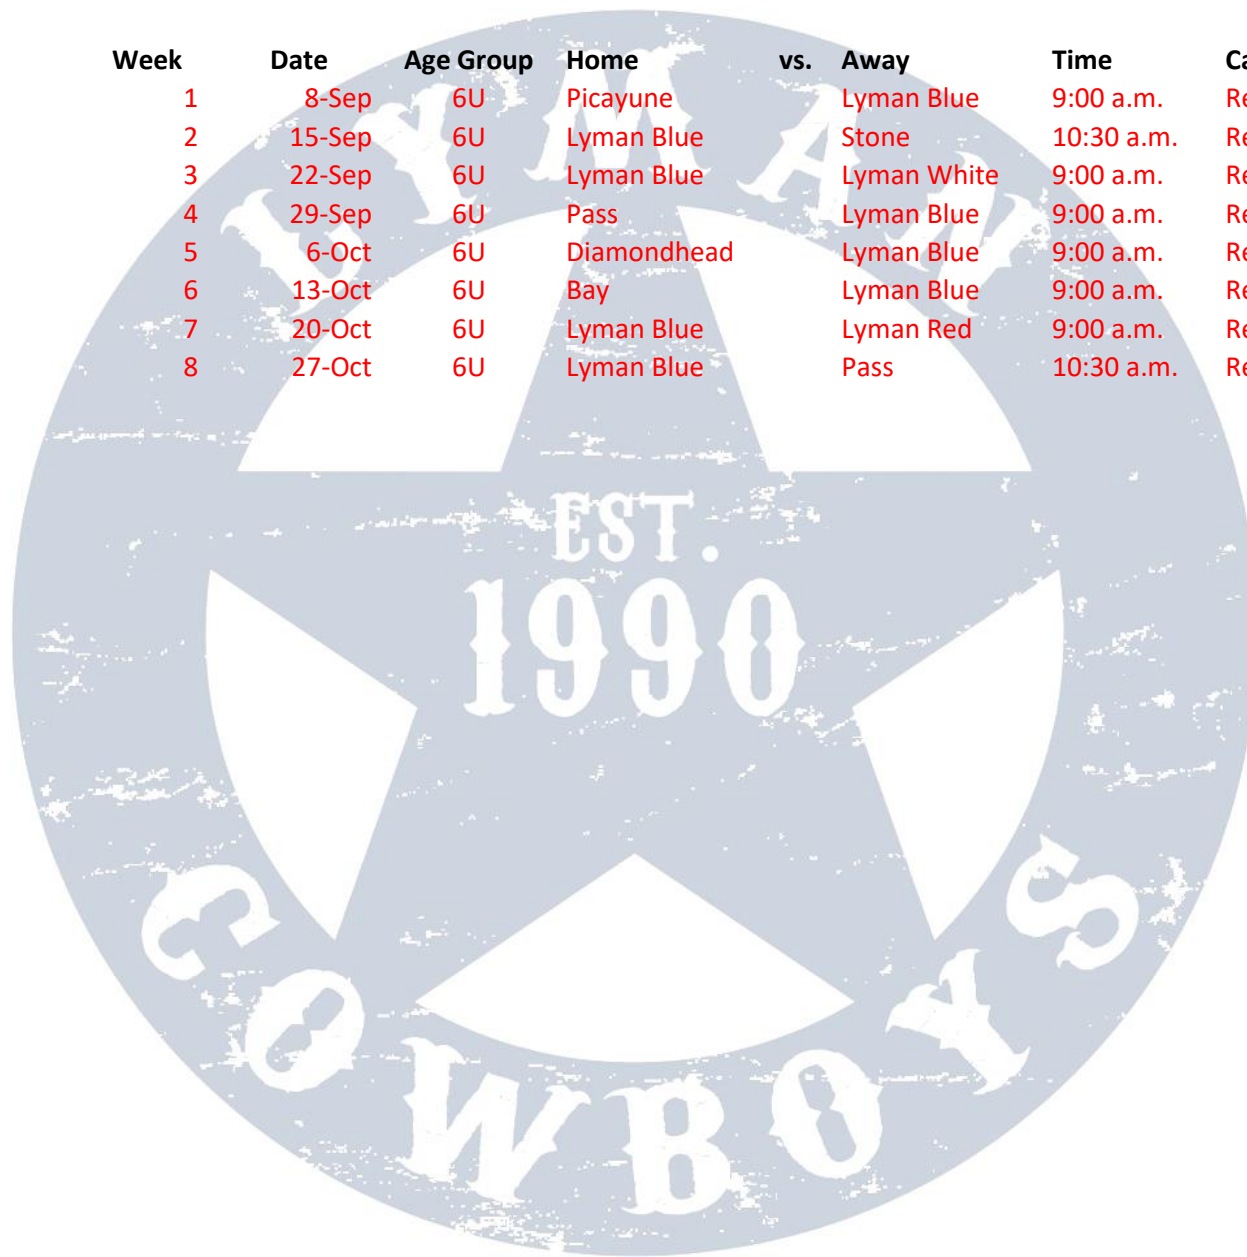 Week Date Age Group Home vs. Away Time
1 8-Sep 6U Picayune Lyman Blue 9:00 a.m.
2 15-Sep 6U Lyman Blue Stone 10:30 a.m.
3 22-Sep 6U Lyman Blue Lyman White 9:00 a.m.
4 29-Sep 6U Pass Lyman Blue 9:00 a.m.
5 6-Oct 6U Diamondhead Lyman Blue 9:00 a.m.
6 13-Oct 6U Bay Lyman Blue 9:00 a.m.
7 20-Oct 6U Lyman Blue Lyman Red 9:00 a.m.
8 27-Oct 6U Lyman Blue Pass 10:30 a.m.
LYMAN
EST.
1990
COWBOYS